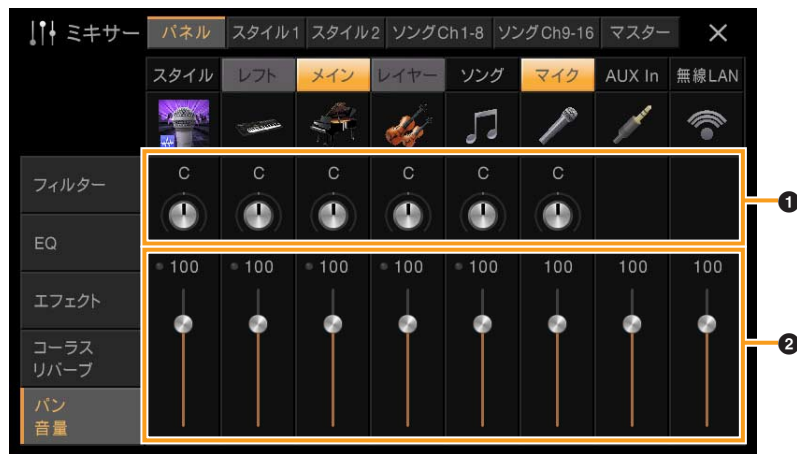 ミキサー パネル スタイル1 スタイル2 ソングCh1-8 ソングCh9-16 マスター ×
スタイル レフト メイン レイヤー ソング マイク AUX In 無線LAN
フィルター C C C C C C ❶
EQ
100 100 100 100 100 100 100 100
エフェクト
コーラス
リバーブ
❷
パン
音量